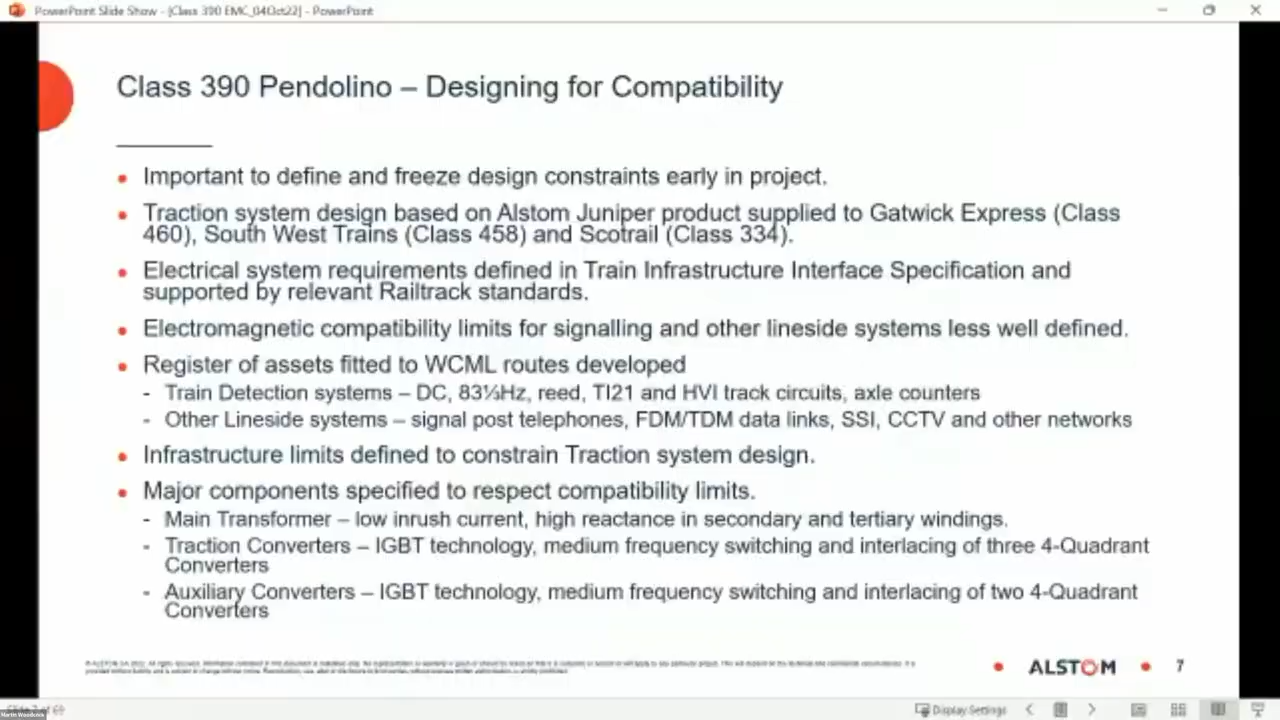 PowerPoint Slide Show - [Class 390 EMC_04Oct22] - PowerPoint
Class 390 Pendolino – Designing for Compatibility
Important to define and freeze design constraints early in project.
Traction system design based on Alstom Juniper product supplied to Gatwick Express (Class
460), South West Trains (Class 458) and Scotrail (Class 334).
Electrical system requirements defined in Train Infrastructure Interface Specification and
supported by relevant Railtrack standards.
Electromagnetic compatibility limits for signalling and other lineside systems less well defined.
Register of assets fitted to WCML routes developed
- Train Detection systems – DC, 83⅓Hz, reed, TI21 and HVI track circuits, axle counters
- Other Lineside systems – signal post telephones, FDM/TDM data links, SSI, CCTV and other networks
Infrastructure limits defined to constrain Traction system design.
Major components specified to respect compatibility limits.
- Main Transformer – low inrush current, high reactance in secondary and tertiary windings.
- Traction Converters – IGBT technology, medium frequency switching and interlacing of three 4-Quadrant
Converters
- Auxiliary Converters – IGBT technology, medium frequency switching and interlacing of two 4-Quadrant
Converters
ALSTOM
7
Display Settings